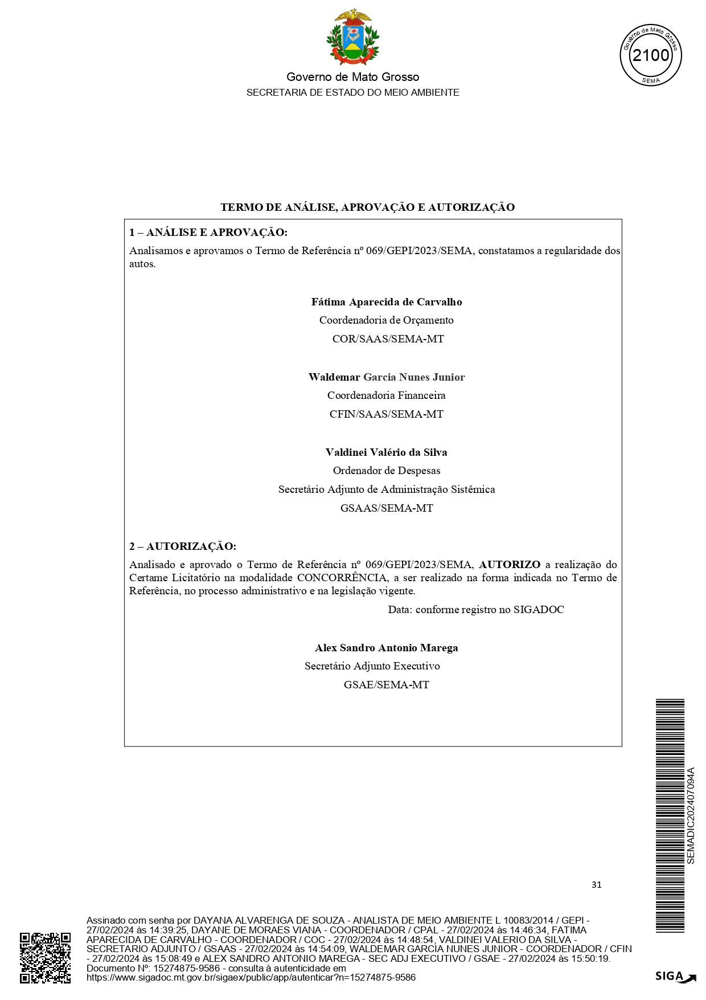 Governo de Mato Grosso
SECRETARIA DE ESTADO DO MEIO AMBIENTE
Governo de Mato Grosso
2100
SEMA
TERMO DE ANÁLISE, APROVAÇÃO E AUTORIZAÇÃO
1 – ANÁLISE E APROVAÇÃO:
Analisamos e aprovamos o Termo de Referência nº 069/GEPI/2023/SEMA, constatamos a regularidade dos
autos.
Fátima Aparecida de Carvalho
Coordenadoria de Orçamento
COR/SAAS/SEMA-MT
Waldemar Garcia Nunes Junior
Coordenadoria Financeira
CFIN/SAAS/SEMA-MT
Valdinei Valério da Silva
Ordenador de Despesas
Secretário Adjunto de Administração Sistêmica
GSAAS/SEMA-MT
2 – AUTORIZAÇÃO:
Analisado e aprovado o Termo de Referência nº 069/GEPI/2023/SEMA, AUTORIZO a realização do
Certame Licitatório na modalidade CONCORRÊNCIA, a ser realizado na forma indicada no Termo de
Referência, no processo administrativo e na legislação vigente.
Data: conforme registro no SIGADOC
Alex Sandro Antonio Marega
Secretário Adjunto Executivo
GSAE/SEMA-MT
SEMADIC202407094A
31
Assinado com senha por DAYANA ALVARENGA DE SOUZA - ANALISTA DE MEIO AMBIENTE L 10083/2014 / GEPI -
27/02/2024 às 14:39:25, DAYANE DE MORAES VIANA - COORDENADOR / CPAL - 27/02/2024 às 14:46:34, FATIMA
APARECIDA DE CARVALHO - COORDENADOR / COC - 27/02/2024 às 14:48:54, VALDINEI VALERIO DA SILVA -
SECRETARIO ADJUNTO / GSAAS - 27/02/2024 às 14:54:09, WALDEMAR GARCIA NUNES JUNIOR - COORDENADOR / CFIN
- 27/02/2024 às 15:08:49 e ALEX SANDRO ANTONIO MAREGA - SEC ADJ EXECUTIVO / GSAE - 27/02/2024 às 15:50:19.
Documento Nº: 15274875-9586 - consulta à autenticidade em
https://www.sigadoc.mt.gov.br/sigaex/public/app/autenticar?n=15274875-9586
SIGA